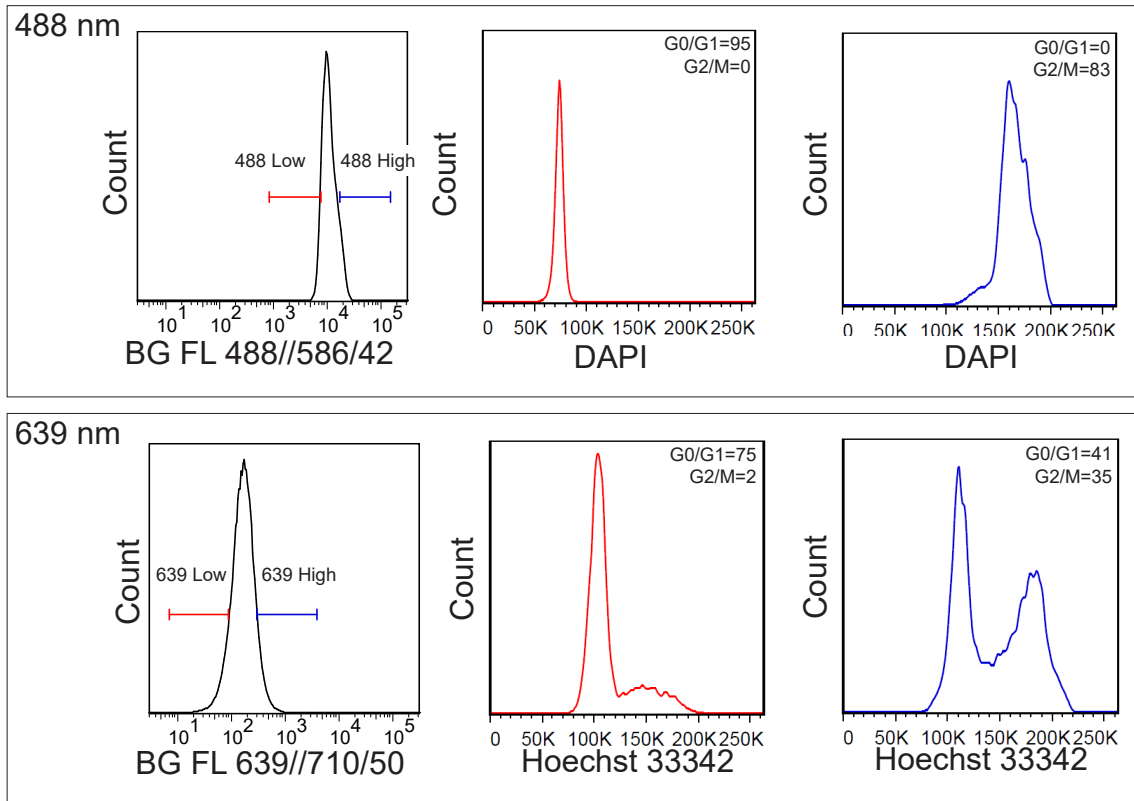 488 nm
Count
488 Low
488 High
10^1 10^2 10^3 10^4 10^5
BG FL 488//586/42
Count
G0/G1=95
G2/M=0
0 50K 100K 150K 200K 250K
DAPI
Count
G0/G1=0
G2/M=83
0 50K 100K 150K 200K 250K
DAPI
639 nm
Count
639 Low
639 High
1 10^2 10^3 10^4 10^5
BG FL 639//710/50
Count
G0/G1=75
G2/M=2
0 50K 100K 150K 200K 250K
Hoechst 33342
Count
G0/G1=41
G2/M=35
0 50K 100K 150K 200K 250K
Hoechst 33342